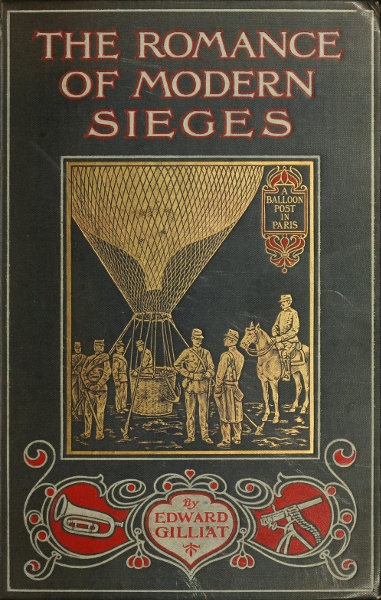 THE ROMANCE
OF MODERN
SIEGES
A
BALLOON
POST
IN
PARIS
By
EDWARD
GILLIAT